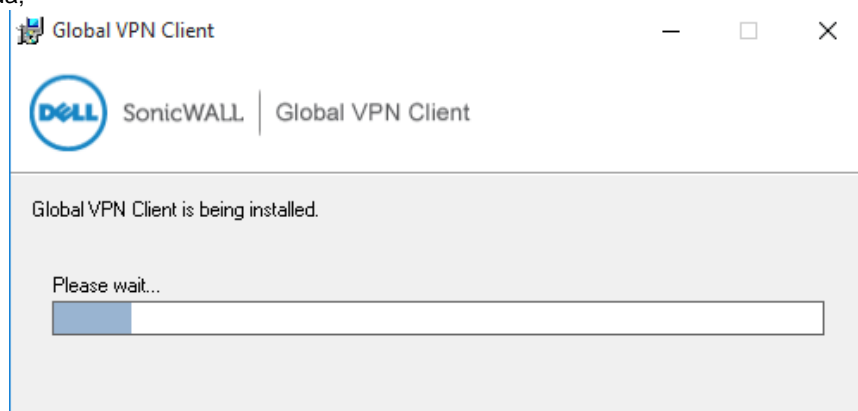 Global VPN Client
DELL SonicWALL | Global VPN Client
Global VPN Client is being installed.
Please wait...